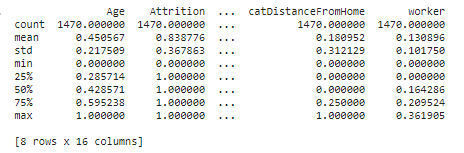 Age Attrition ... catDistanceFromHome worker
count 1470.000000 1470.000000 ... 1470.000000 1470.000000
mean 0.450567 0.838776 ... 0.180952 0.130896
std 0.217509 0.367863 ... 0.312129 0.101750
min 0.000000 0.000000 ... 0.000000 0.000000
25% 0.285714 1.000000 ... 0.000000 0.000000
50% 0.428571 1.000000 ... 0.000000 0.164286
75% 0.595238 1.000000 ... 0.250000 0.209524
max 1.000000 1.000000 ... 1.000000 0.361905
[8 rows x 16 columns]